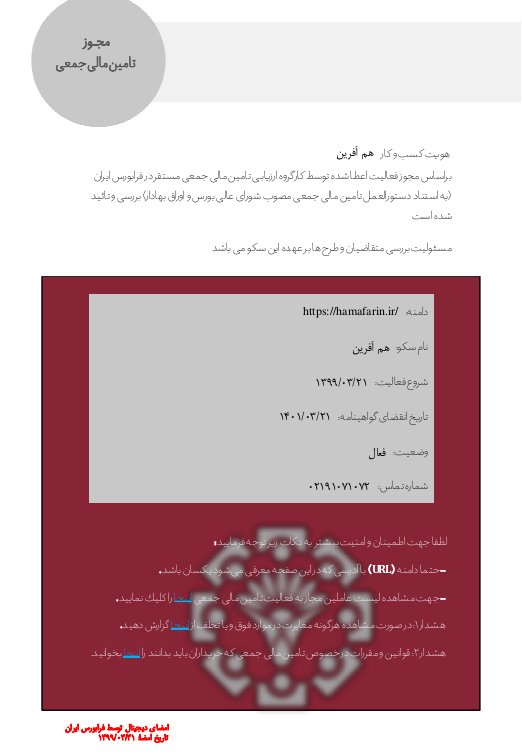 مجـوز
تامین مالی جمعی
هویت کسب و کار هم آفرین
براساس مجوز فعالیت اعطا شده توسط کارگروه ارزیابی تامین مالی جمعی مستقر در فرابورس ایران
(به استناد دستورالعمل تامین مالی جمعی مصوب شورای عالی بورس و اوراق بهادار) بررسی و تائید
شده است
مسئولیت بررسی متقاضیان و طرح ها بر عهده این سکو می باشد
دامنه: https://hamafarin.ir/
نام سکو: هم آفرین
شروع فعالیت: ۱۳۹۹/۰۳/۲۱
تاریخ انقضای گواهینامه: ۱۴۰۱/۰۳/۲۱
وضعیت: فعال
شماره تماس: ۰۲۱۹۱۰۷۱۰۷۲
لطفا جهت اطمینان و امنیت بیشتر به نکات زیر توجه فرمایید:
-حتما دامنه (URL) با آدرسی که در این صفحه معرفی می‌شود یکسان باشد.
-جهت مشاهده لیست عاملین مجاز به فعالیت تامین مالی جمعی اینجا را کلیک نمایید.
هشدار۱: در صورت مشاهده هرگونه مغایرت در موارد فوق و یا تخلف از اینجا گزارش دهید.
هشدار۲: قوانین و مقررات در خصوص تامین مالی جمعی که خریداران باید بدانند را اینجا بخوانید.
امضای دیجیتال توسط فرابورس ایران
تاریخ امضا: ۱۳۹۹/۰۳/۲۱